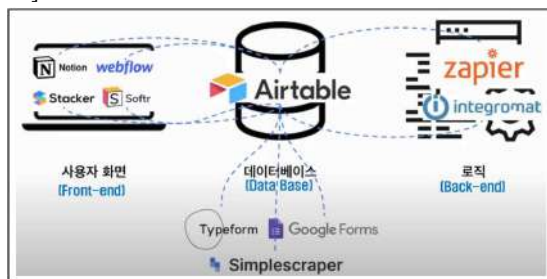 Notion webflow
Stacker Softr
Airtable
zapier
integromat
사용자 화면
(Front-end)
데이터베이스
(Data Base)
로직
(Back-end)
Typeform Google Forms
Simplescraper